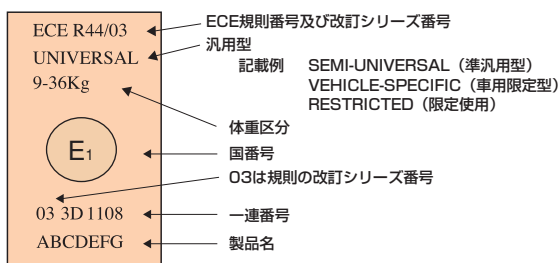 ECE R44/03
UNIVERSAL
9-36Kg
E1
03 3D 1108
ABCDEFG
ECE規則番号及び改訂シリーズ番号
汎用型
記載例 SEMI-UNIVERSAL（準汎用型）
VEHICLE-SPECIFIC（車用限定型）
RESTRICTED（限定使用）
体重区分
国番号
03は規則の改訂シリーズ番号
一連番号
製品名